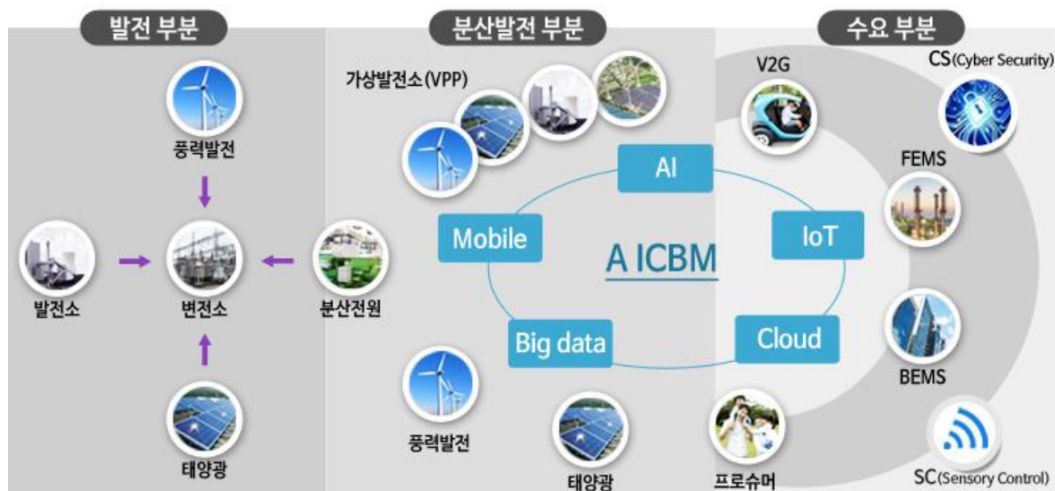 발전 부분
분산발전 부분
수요 부분
풍력발전
발전소
변전소
분산전원
태양광
가상발전소(VPP)
AI
Mobile
IoT
A ICBM
Big data
Cloud
풍력발전
태양광
V2G
CS(Cyber Security)
FEMS
BEMS
프로슈머
SC(Sensory Control)